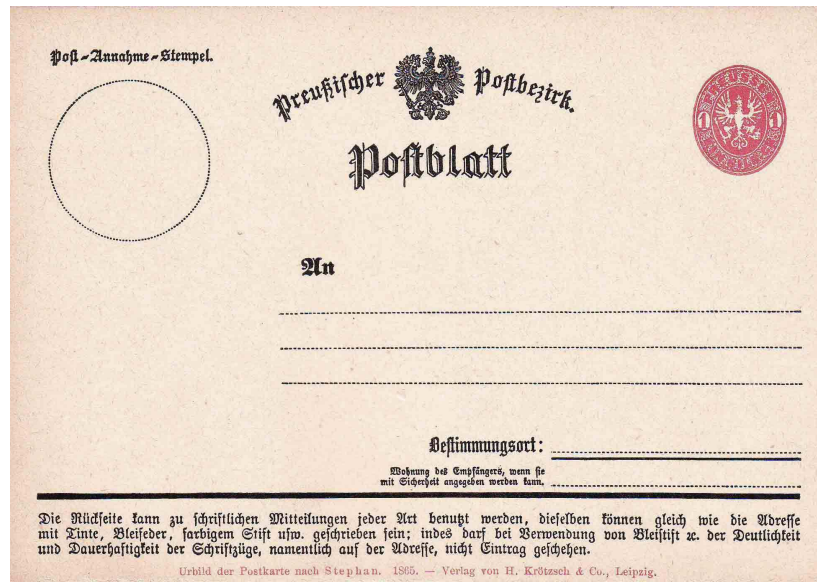 Post-Annahme-Stempel.
Preußischer Postbezirk.
1 1
Postblatt
An
Bestimmungsort:
Wohnung des Empfängers, wenn sie
mit Sicherheit angegeben werden kann.
Die Rückseite kann zu schriftlichen Mitteilungen jeder Art benutzt werden, dieselben können gleich wie die Adresse
mit Tinte, Bleifeder, farbigem Stift usw. geschrieben sein; indes darf bei Verwendung von Bleistift ꝛc. der Deutlichkeit
und Dauerhaftigkeit der Schriftzüge, namentlich auf der Adresse, nicht Eintrag geschehen.
Urbild der Postkarte nach Stephan. 1865. — Verlag von H. Krötzsch & Co., Leipzig.